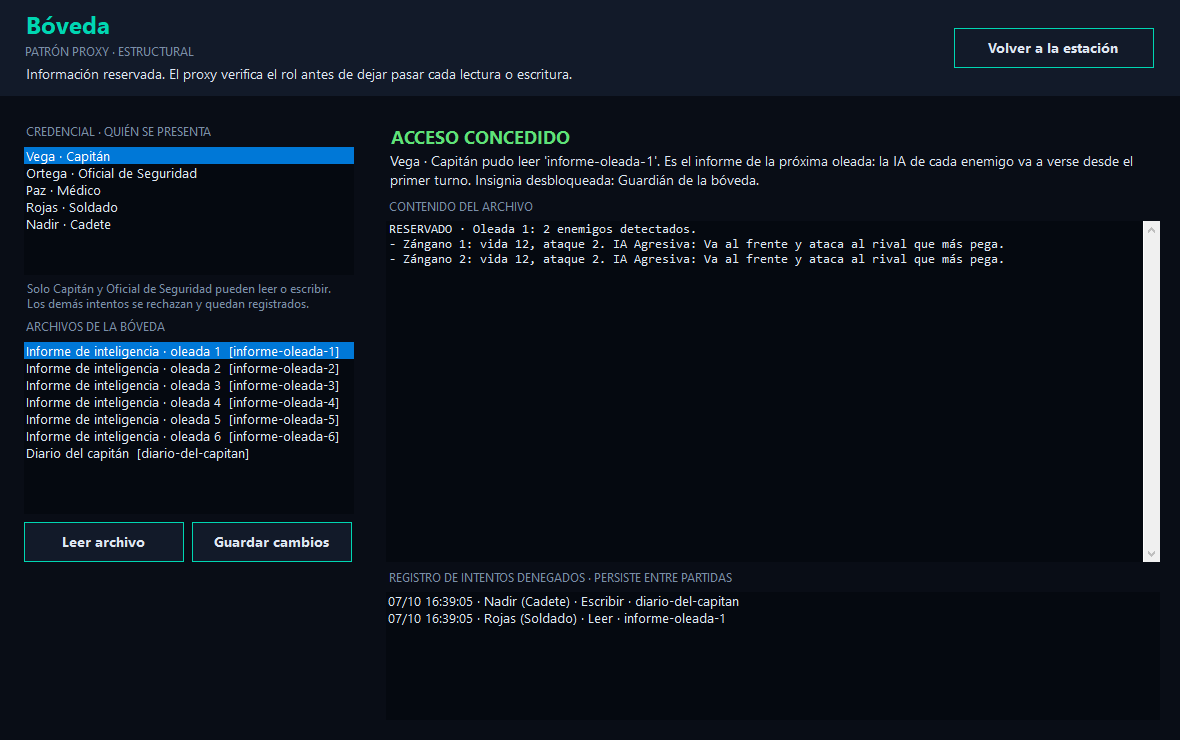 Bóveda
PATRÓN PROXY · ESTRUCTURAL
Información reservada. El proxy verifica el rol antes de dejar pasar cada lectura o escritura.
Volver a la estación
CREDENCIAL · QUIÉN SE PRESENTA
Vega · Capitán
Ortega · Oficial de Seguridad
Paz · Médico
Rojas · Soldado
Nadir · Cadete
Solo Capitán y Oficial de Seguridad pueden leer o escribir.
Los demás intentos se rechazan y quedan registrados.
ARCHIVOS DE LA BÓVEDA
Informe de inteligencia · oleada 1 [informe-oleada-1]
Informe de inteligencia · oleada 2 [informe-oleada-2]
Informe de inteligencia · oleada 3 [informe-oleada-3]
Informe de inteligencia · oleada 4 [informe-oleada-4]
Informe de inteligencia · oleada 5 [informe-oleada-5]
Informe de inteligencia · oleada 6 [informe-oleada-6]
Diario del capitán [diario-del-capitan]
Leer archivo
Guardar cambios
ACCESO CONCEDIDO
Vega · Capitán pudo leer 'informe-oleada-1'. Es el informe de la próxima oleada: la IA de cada enemigo va a verse desde el
primer turno. Insignia desbloqueada: Guardián de la bóveda.
CONTENIDO DEL ARCHIVO
RESERVADO · Oleada 1: 2 enemigos detectados.
- Zángano 1: vida 12, ataque 2. IA Agresiva: Va al frente y ataca al rival que más pega.
- Zángano 2: vida 12, ataque 2. IA Agresiva: Va al frente y ataca al rival que más pega.
REGISTRO DE INTENTOS DENEGADOS · PERSISTE ENTRE PARTIDAS
07/10 16:39:05 · Nadir (Cadete) · Escribir · diario-del-capitan
07/10 16:39:05 · Rojas (Soldado) · Leer · informe-oleada-1